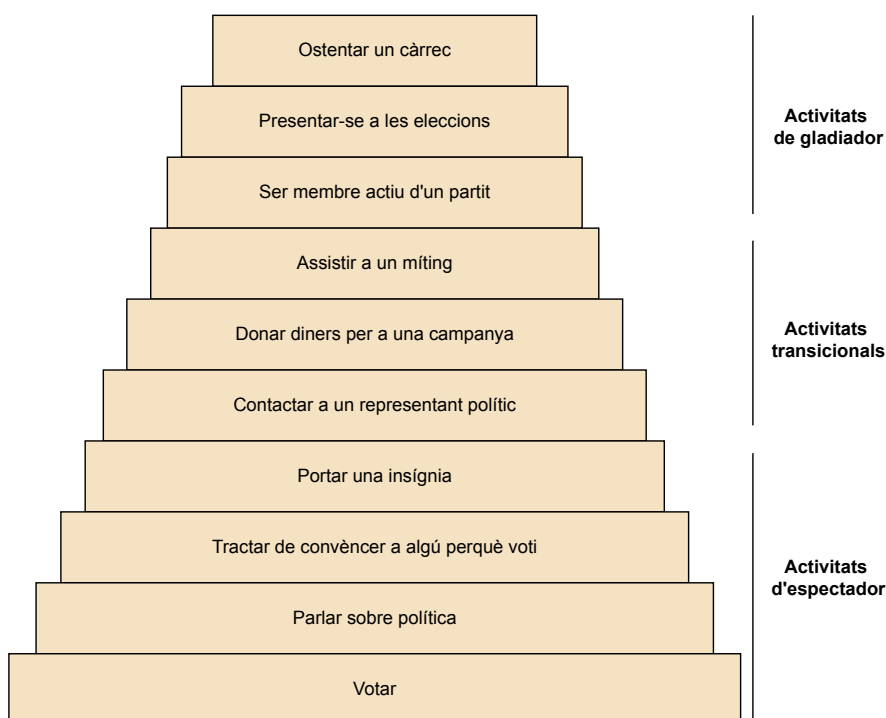 Ostentar un càrrec
Presentar-se a les eleccions
Ser membre actiu d'un partit
Activitats
de gladiador
Assistir a un míting
Donar diners per a una campanya
Contactar a un representant polític
Activitats
transicionals
Portar una insígnia
Tractar de convèncer a algú perquè voti
Parlar sobre política
Votar
Activitats
d'espectador